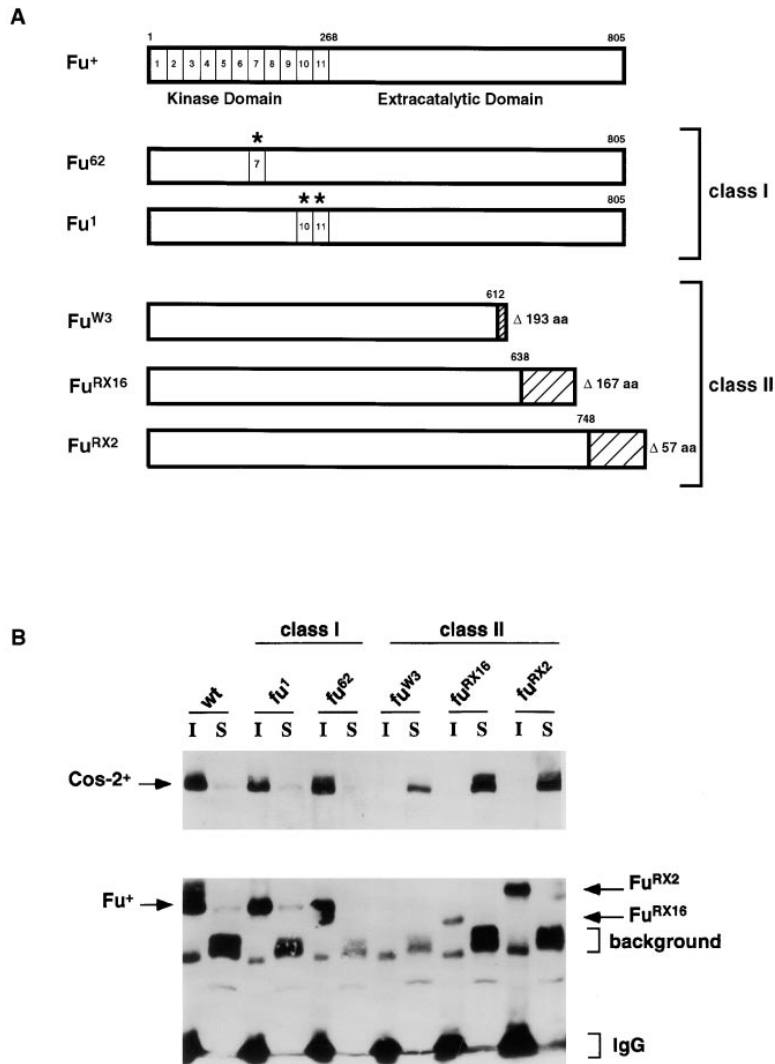 A
1 268 805
Fu+ 1 2 3 4 5 6 7 8 9 10 11
Kinase Domain Extracatalytic Domain
* 805
Fu62 7
* * 805
Fu1 10 11
class I
612
FuW3 Δ 193 aa
638
FuRX16 Δ 167 aa
748
FuRX2 Δ 57 aa
class II
B
class I class II
wt fu1 fu62 fuW3 fuRX16 fuRX2
I S I S I S I S I S I S
Cos-2+
Fu+
FuRX2
FuRX16
background
IgG